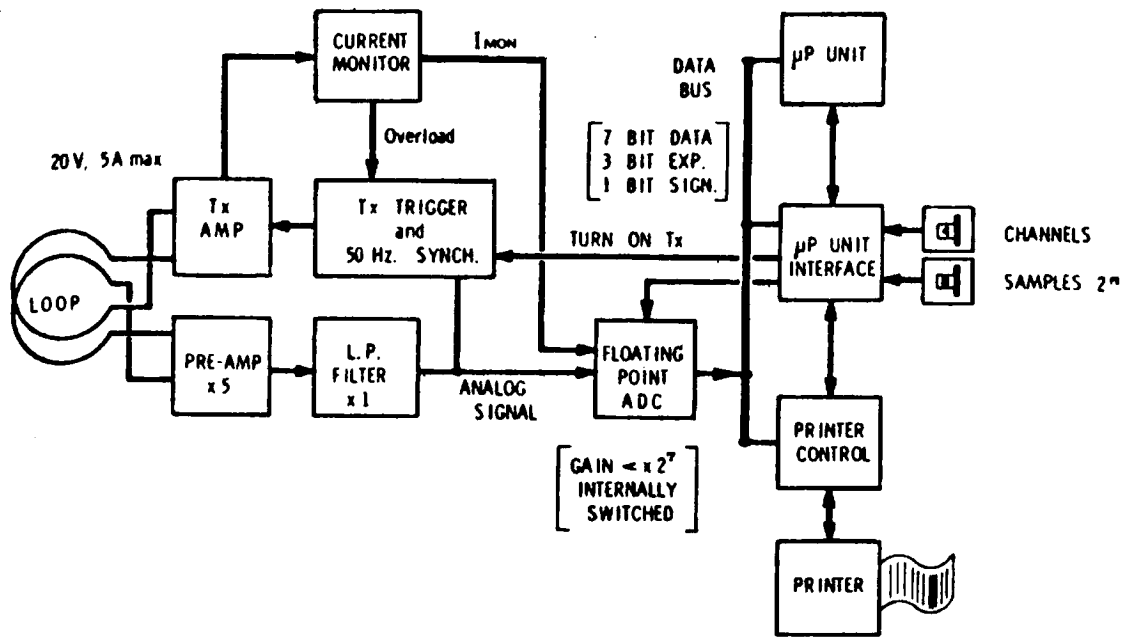 CURRENT
MONITOR
I MON
DATA
BUS
µP UNIT
Overload
7 BIT DATA
3 BIT EXP.
1 BIT SIGN.
20V, 5A max
Tx
AMP
Tx TRIGGER
and
50 Hz. SYNCH.
TURN ON Tx
µP UNIT
INTERFACE
4
CHANNELS
SAMPLES 2ⁿ
LOOP
PRE-AMP
x 5
L. P.
FILTER
x 1
ANALOG
SIGNAL
FLOATING
POINT
ADC
GAIN < x 2⁷
INTERNALLY
SWITCHED
PRINTER
CONTROL
PRINTER